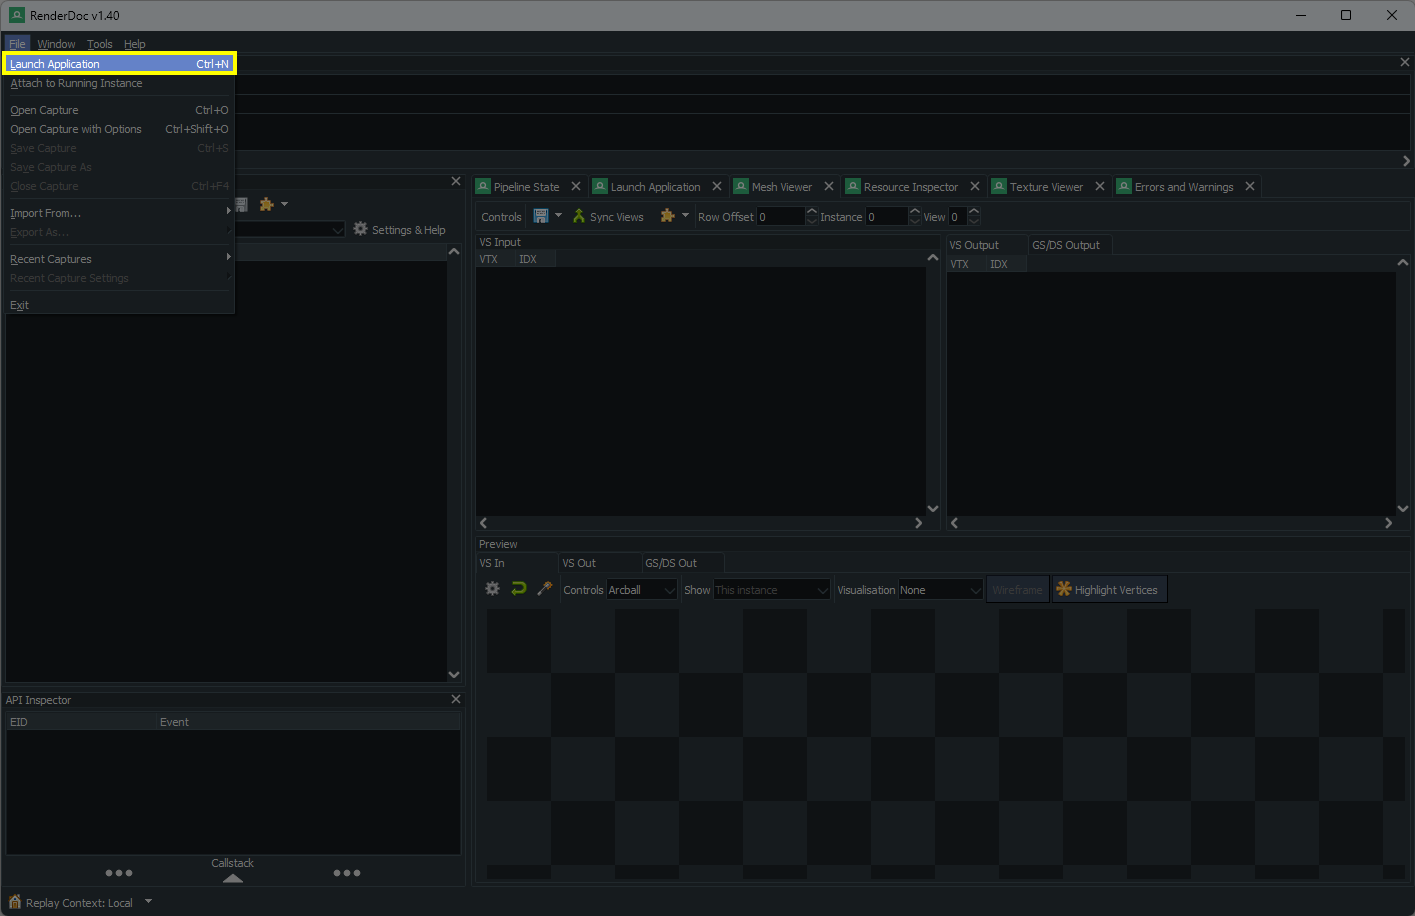 RenderDoc v1.40
File Window Tools Help
Launch Application Ctrl+N
Attach to Running Instance
Open Capture Ctrl+O
Open Capture with Options Ctrl+Shift+O
Save Capture Ctrl+S
Save Capture As
Close Capture Ctrl+F4
Import From...
Export As...
Recent Captures
Recent Capture Settings
Exit
Settings & Help
Pipeline State Launch Application Mesh Viewer Resource Inspector Texture Viewer Errors and Warnings
Controls Sync Views Row Offset 0 Instance 0 View 0
VS Input
VTX IDX
VS Output GS/DS Output
VTX IDX
Preview
VS In VS Out GS/DS Out
Controls Arcball Show This instance Visualisation None Wireframe Highlight Vertices
API Inspector
EID Event
Callstack
Replay Context: Local